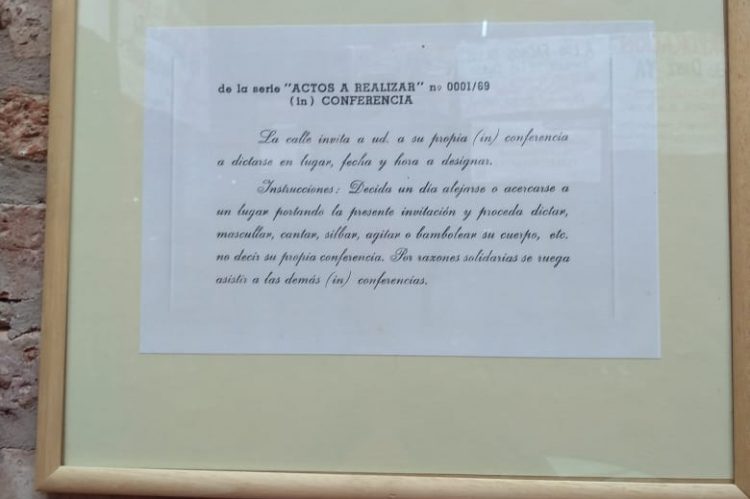 de la serie "ACTOS A REALIZAR" nº 0001/69
(in) CONFERENCIA
La calle invita a ud. a su propia (in) conferencia
a dictarse en lugar, fecha y hora a designar.
Instrucciones: Decida un día alejarse o acercarse a
un lugar portando la presente invitación y proceda dictar,
mascullar, cantar, silbar, agitar o bambolear su cuerpo, etc.
no decir su propia conferencia. Por razones solidarias se ruega
asistir a las demás (in) conferencias.